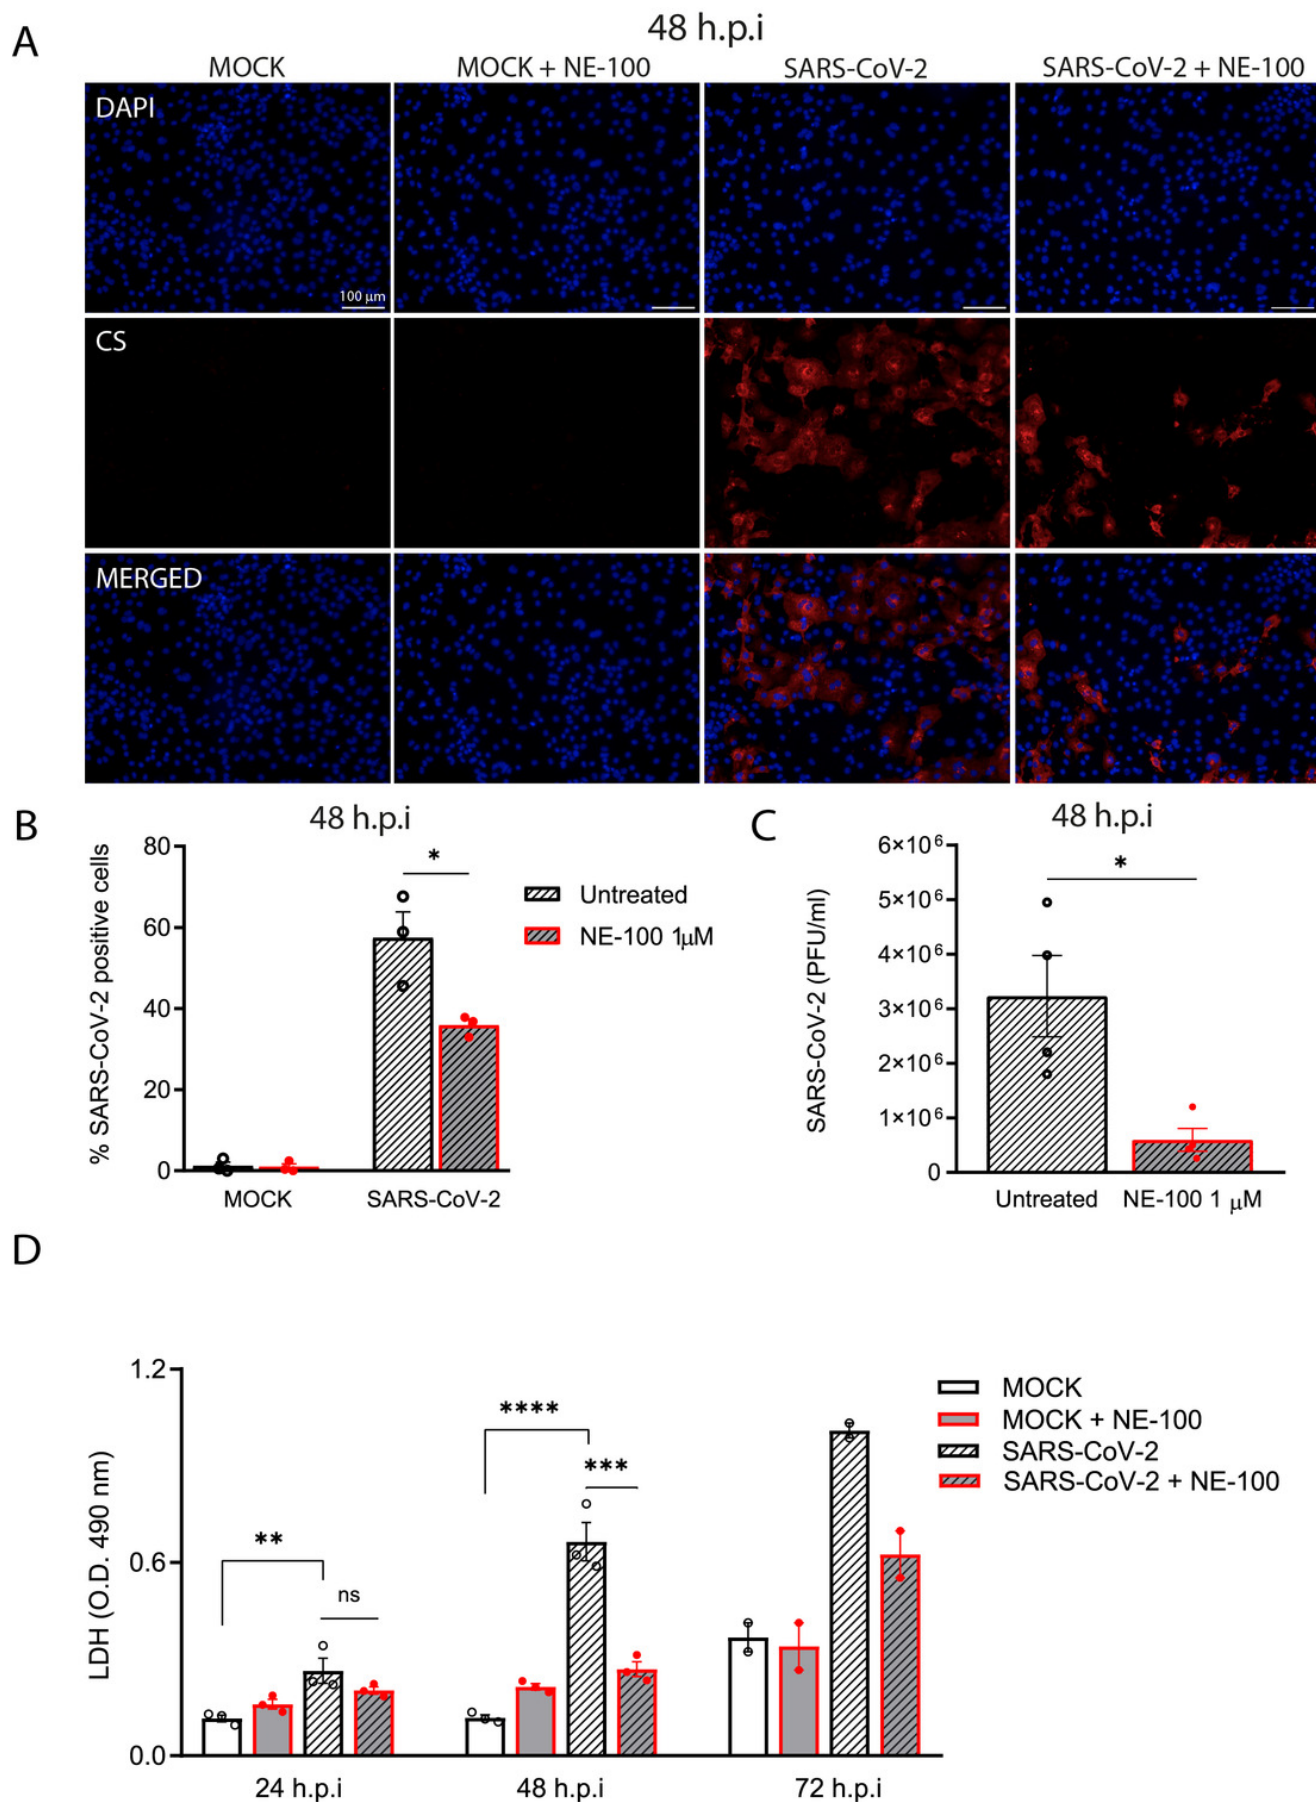 A
48 h.p.i
MOCK
MOCK + NE-100
SARS-CoV-2
SARS-CoV-2 + NE-100
DAPI
100 μm
CS
MERGED
B
48 h.p.i
% SARS-CoV-2 positive cells
80
60
40
20
0
*
Untreated
NE-100 1μM
MOCK
SARS-CoV-2
C
48 h.p.i
SARS-CoV-2 (PFU/ml)
6×10⁶
5×10⁶
4×10⁶
3×10⁶
2×10⁶
1×10⁶
0
*
Untreated
NE-100 1 μM
D
LDH (O.D. 490 nm)
1.2
0.6
0.0
**
ns
****
***
MOCK
MOCK + NE-100
SARS-CoV-2
SARS-CoV-2 + NE-100
24 h.p.i
48 h.p.i
72 h.p.i